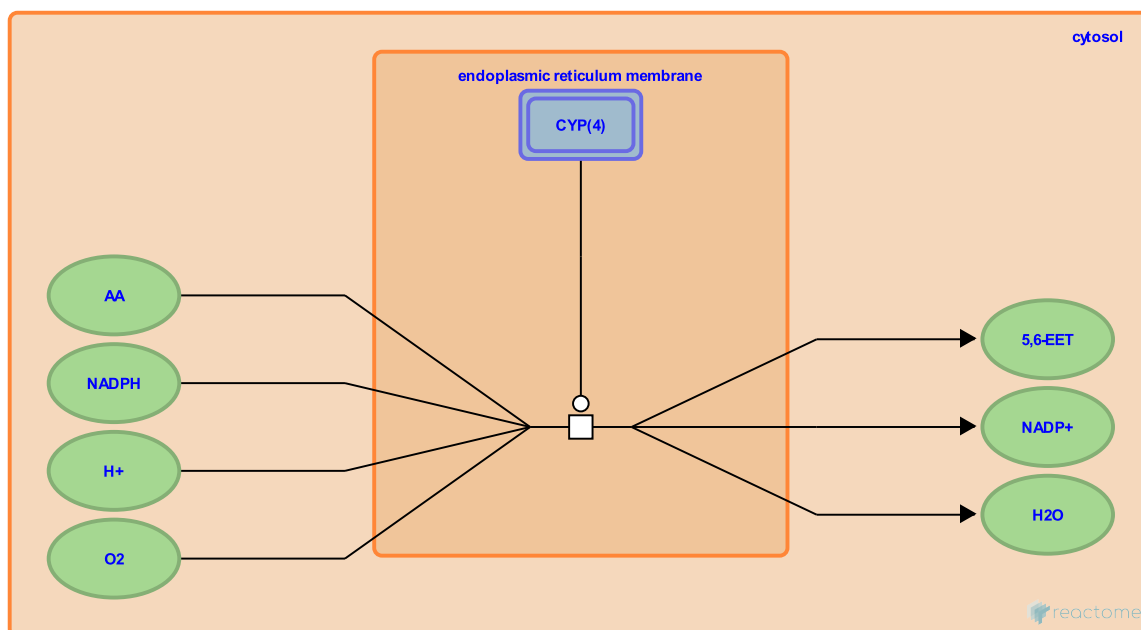 cytosol
endoplasmic reticulum membrane
CYP(4)
AA
NADPH
H+
O2
5,6-EET
NADP+
H2O
reactome